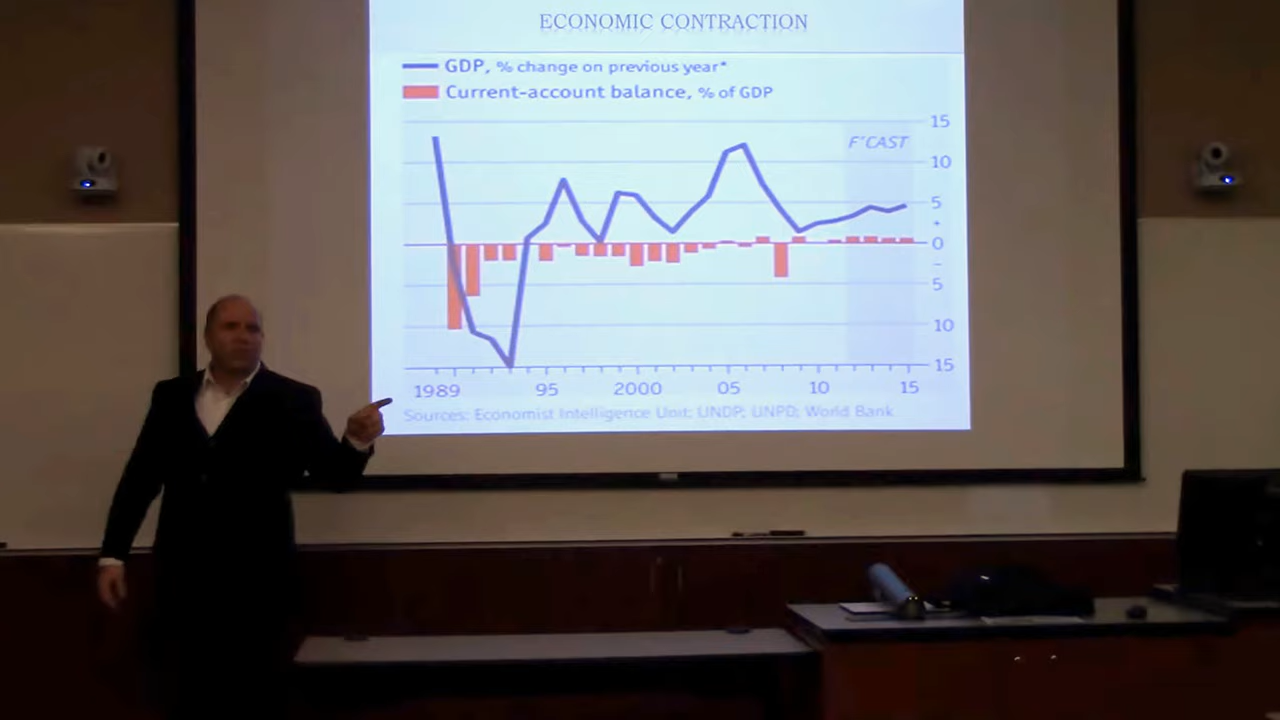 ECONOMIC CONTRACTION
GDP, % change on previous year*
Current-account balance, % of GDP
15
F'CAST
10
5
+
0
–
5
10
15
1989 95 2000 05 10 15
Sources: Economist Intelligence Unit; UNDP; UNPD; World Bank